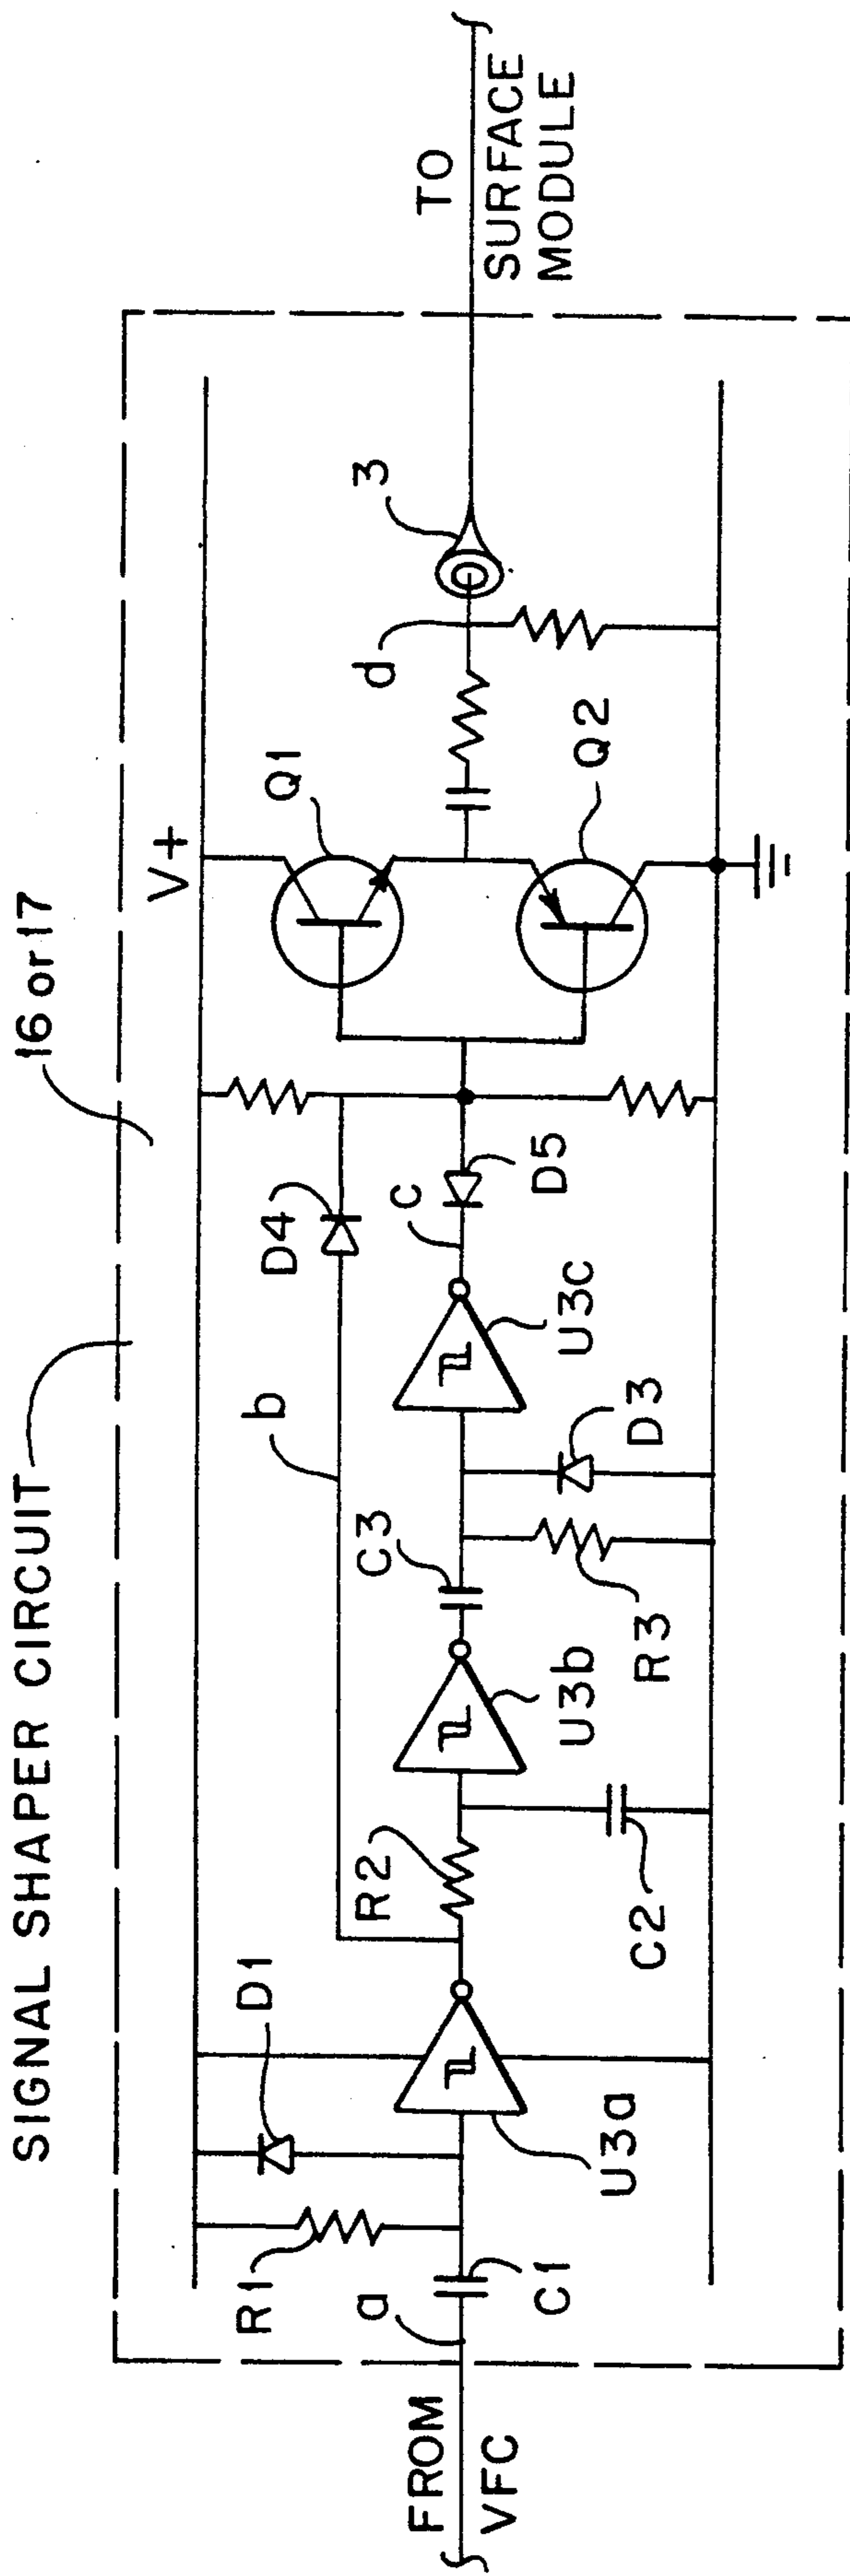 SIGNAL SHAPER CIRCUIT
16 or 17
V+
FROM
VFC
a
R1
C1
D1
U3a
R2
C2
b
U3b
C3
R3
D3
U3c
c
D4
D5
Q1
Q2
d
3
TO
SURFACE
MODULE